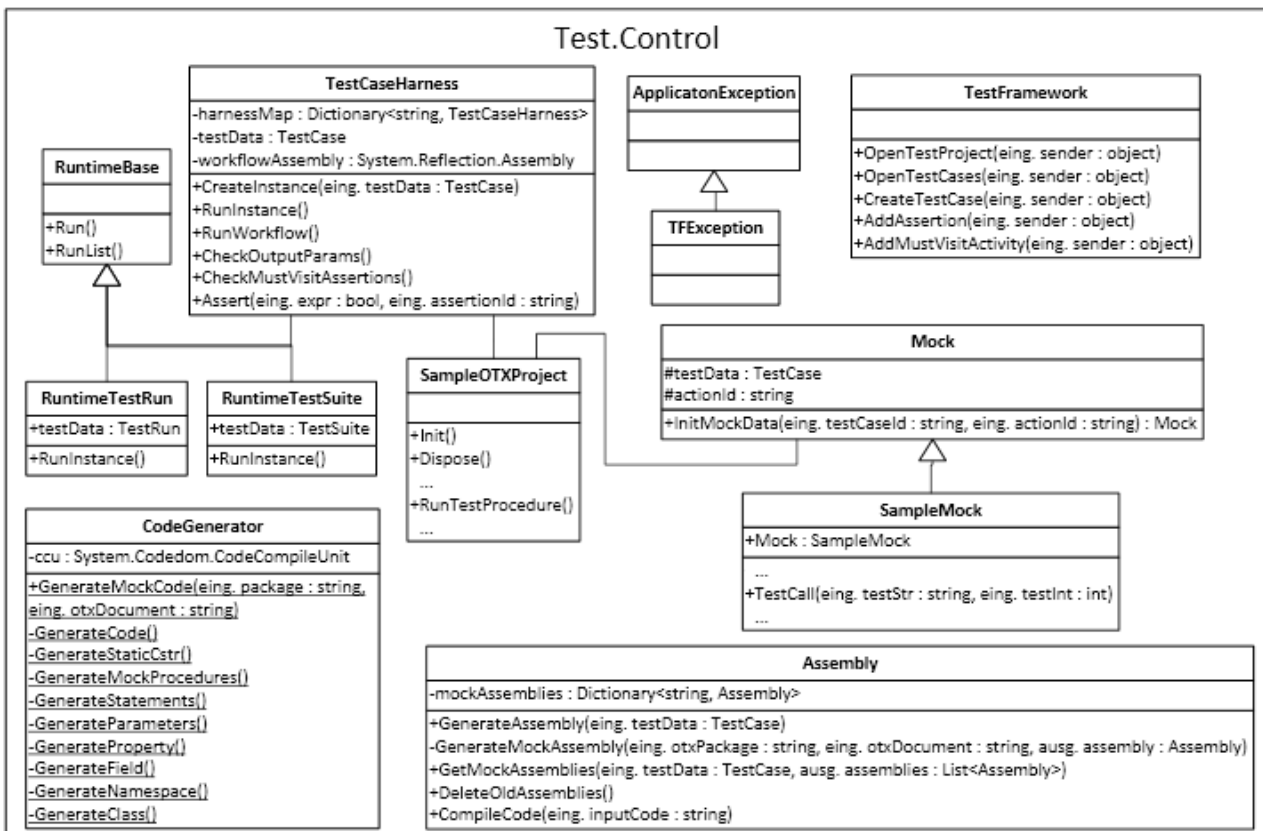 Test.Control
TestCaseHarness
-harnessMap : Dictionary<string, TestCaseHarness>
-testData : TestCase
-workflowAssembly : System.Reflection.Assembly
+CreateInstance(eing. testData : TestCase)
+RunInstance()
+RunWorkflow()
+CheckOutputParams()
+CheckMustVisitAssertions()
+Assert(eing. expr : bool, eing. assertionId : string)
ApplicatonException
TFException
TestFramework
+OpenTestProject(eing. sender : object)
+OpenTestCases(eing. sender : object)
+CreateTestCase(eing. sender : object)
+AddAssertion(eing. sender : object)
+AddMustVisitActivity(eing. sender : object)
RuntimeBase
+Run()
+RunList()
RuntimeTestRun
+testData : TestRun
+RunInstance()
RuntimeTestSuite
+testData : TestSuite
+RunInstance()
SampleOTXProject
+Init()
+Dispose()
...
+RunTestProcedure()
...
Mock
#testData : TestCase
#actionId : string
+InitMockData(eing. testCaseId : string, eing. actionId : string) : Mock
SampleMock
+Mock : SampleMock
...
+TestCall(eing. testStr : string, eing. testInt : int)
...
CodeGenerator
-ccu : System.Codedom.CodeCompileUnit
+GenerateMockCode(eing. package : string,
eing. otxDocument : string)
-GenerateCode()
-GenerateStaticCstr()
-GenerateMockProcedures()
-GenerateStatements()
-GenerateParameters()
-GenerateProperty()
-GenerateField()
-GenerateNamespace()
-GenerateClass()
Assembly
-mockAssemblies : Dictionary<string, Assembly>
+GenerateAssembly(eing. testData : TestCase)
-GenerateMockAssembly(eing. otxPackage : string, eing. otxDocument : string, ausg. assembly : Assembly)
+GetMockAssemblies(eing. testData : TestCase, ausg. assemblies : List<Assembly>)
+DeleteOldAssemblies()
+CompileCode(eing. inputCode : string)